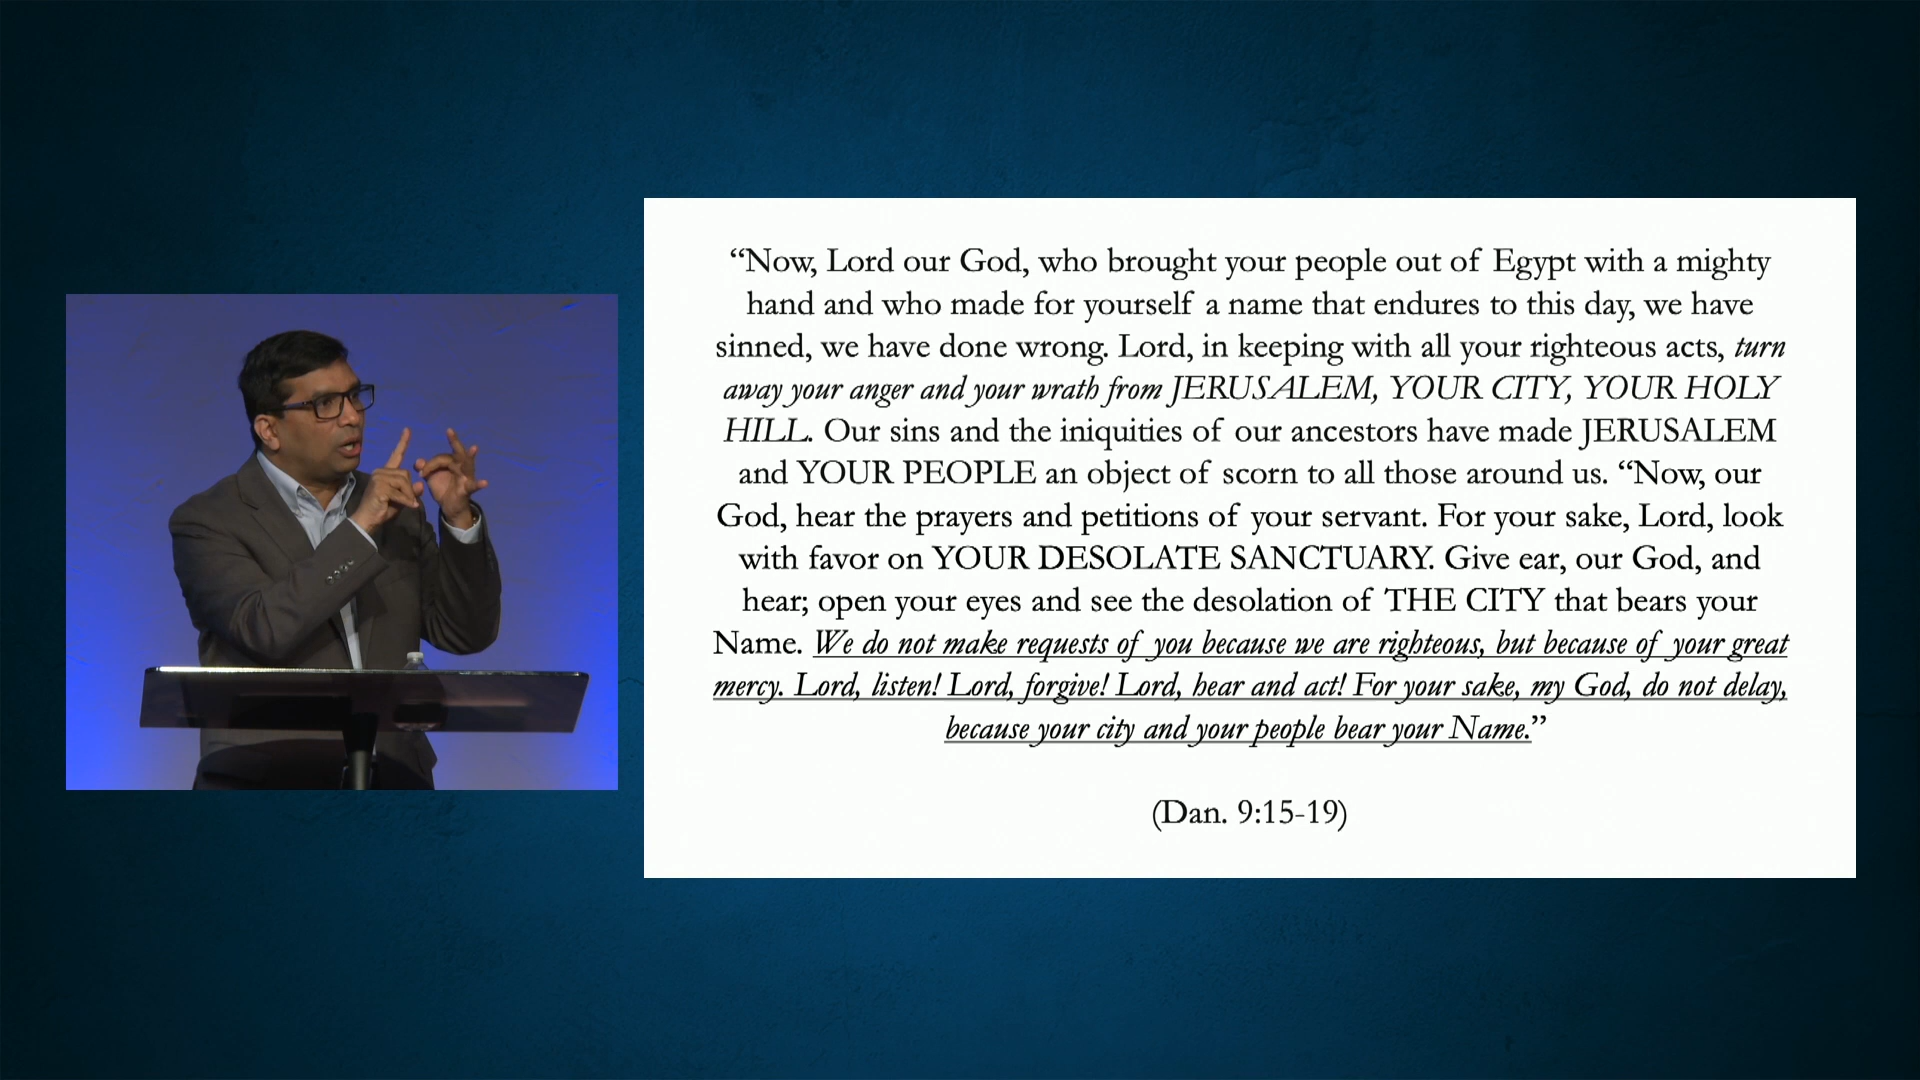 “Now, Lord our God, who brought your people out of Egypt with a mighty
hand and who made for yourself a name that endures to this day, we have
sinned, we have done wrong. Lord, in keeping with all your righteous acts, turn
away your anger and your wrath from JERUSALEM, YOUR CITY, YOUR HOLY
HILL. Our sins and the iniquities of our ancestors have made JERUSALEM
and YOUR PEOPLE an object of scorn to all those around us. “Now, our
God, hear the prayers and petitions of your servant. For your sake, Lord, look
with favor on YOUR DESOLATE SANCTUARY. Give ear, our God, and
hear; open your eyes and see the desolation of THE CITY that bears your
Name. We do not make requests of you because we are righteous, but because of your great
mercy. Lord, listen! Lord, forgive! Lord, hear and act! For your sake, my God, do not delay,
because your city and your people bear your Name.”
(Dan. 9:15-19)